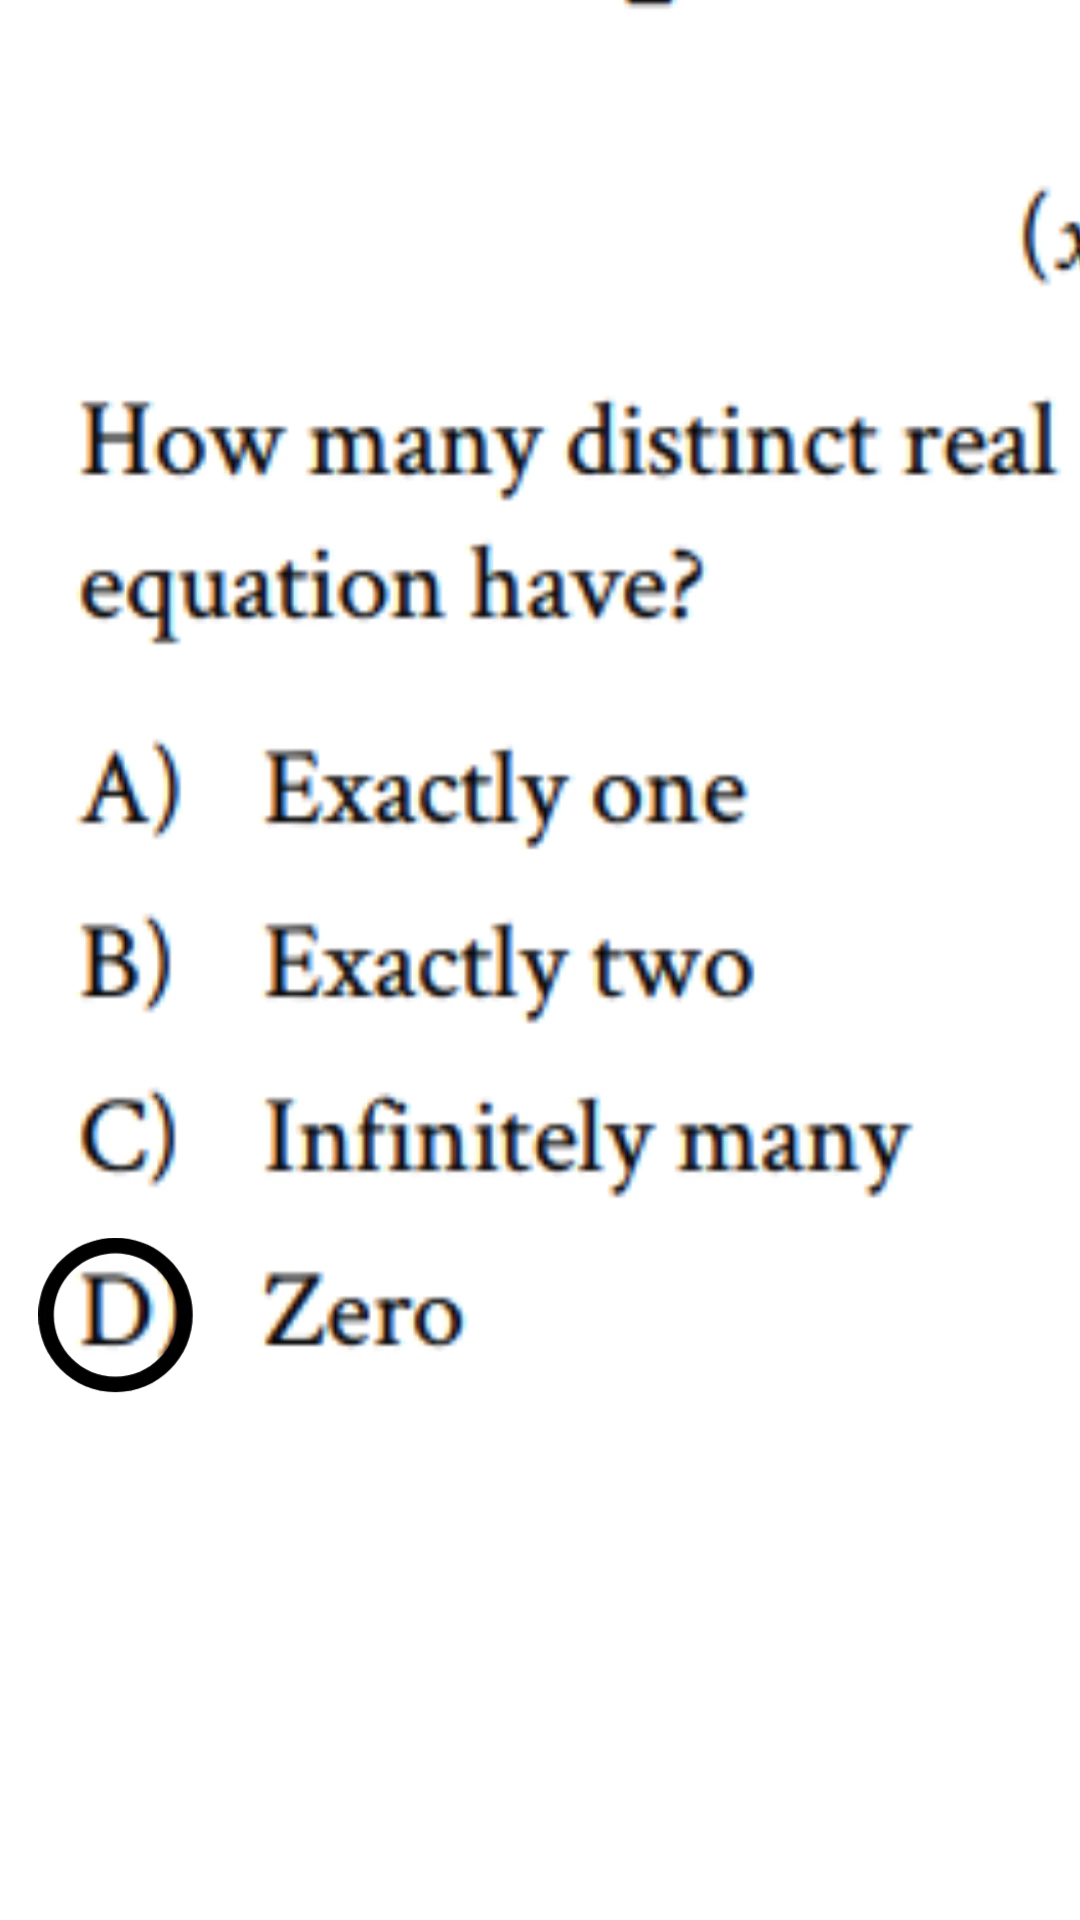 (x
How many distinct real
equation have?
A) Exactly one
B) Exactly two
C) Infinitely many
D) Zero